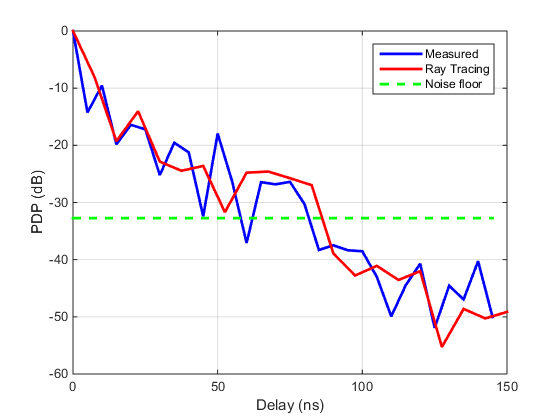 0
-10
-20
-30
-40
-50
-60
PDP (dB)
0
50
100
150
Delay (ns)
Measured
Ray Tracing
Noise floor